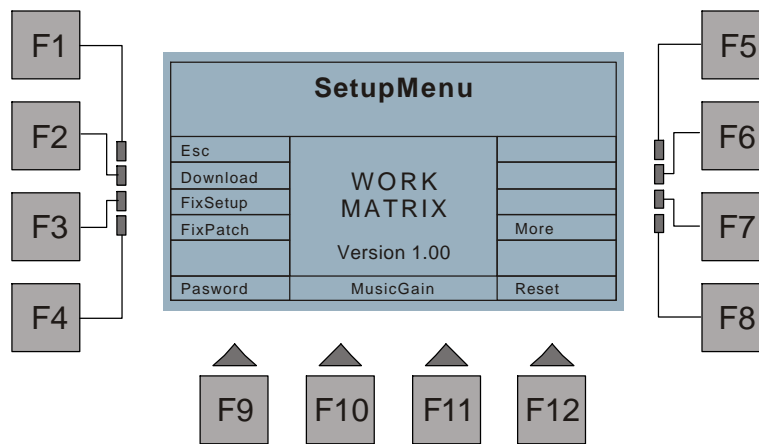 F1
F2
F3
F4
SetupMenu
Esc
Download
FixSetup
FixPatch
WORK
MATRIX
Version 1.00
More
Pasword
MusicGain
Reset
F5
F6
F7
F8
F9
F10
F11
F12